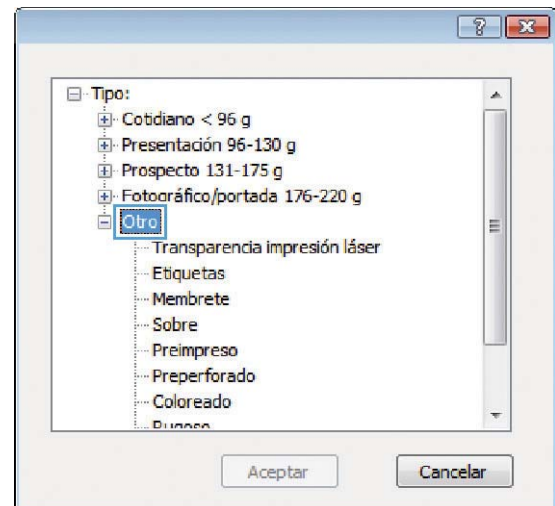 Tipo:
Cotidiano < 96 g
Presentación 96-130 g
Prospecto 131-175 g
Fotográfico/portada 176-220 g
Otro
Transparencia impresión láser
Etiquetas
Membrete
Sobre
Preimpreso
Preperforado
Coloreado
Rugoso
Aceptar
Cancelar